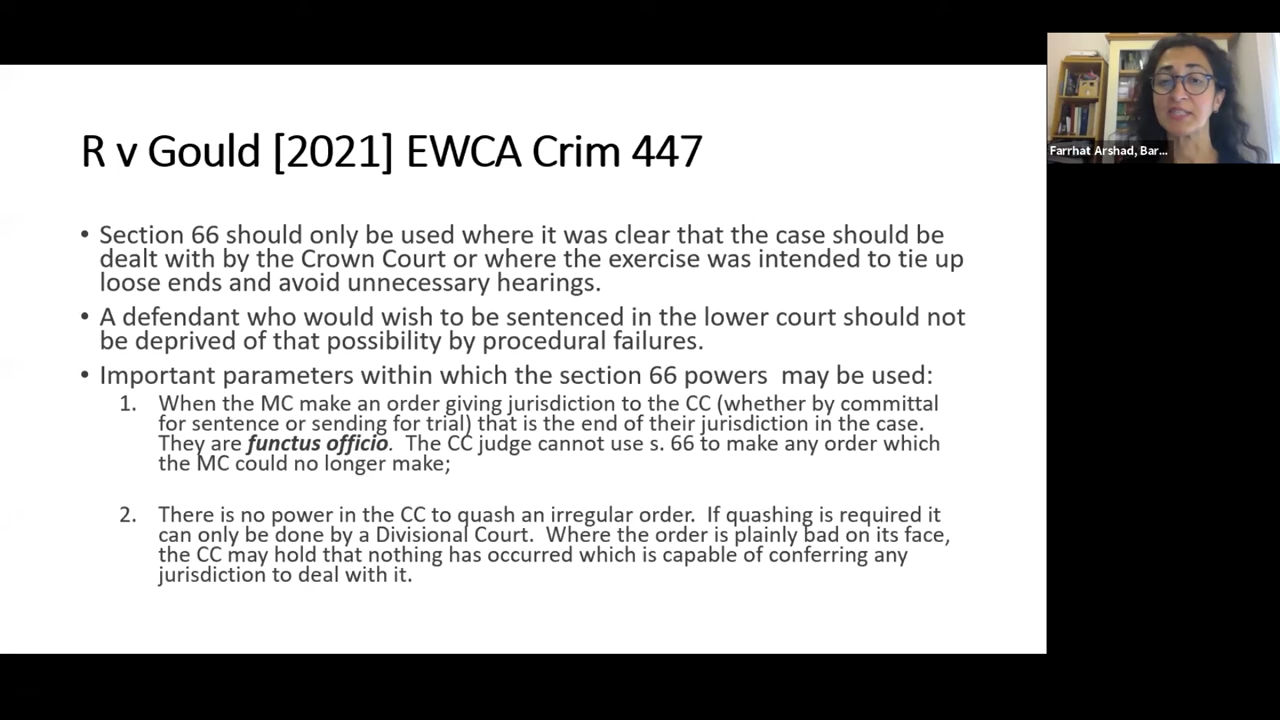 R v Gould [2021] EWCA Crim 447
• Section 66 should only be used where it was clear that the case should be
dealt with by the Crown Court or where the exercise was intended to tie up
loose ends and avoid unnecessary hearings.
• A defendant who would wish to be sentenced in the lower court should not
be deprived of that possibility by procedural failures.
• Important parameters within which the section 66 powers may be used:
1. When the MC make an order giving jurisdiction to the CC (whether by committal
for sentence or sending for trial) that is the end of their jurisdiction in the case.
They are functus officio. The CC judge cannot use s. 66 to make any order which
the MC could no longer make;
2. There is no power in the CC to quash an irregular order. If quashing is required it
can only be done by a Divisional Court. Where the order is plainly bad on its face,
the CC may hold that nothing has occurred which is capable of conferring any
jurisdiction to deal with it.
Farrhat Arshad, Bar...